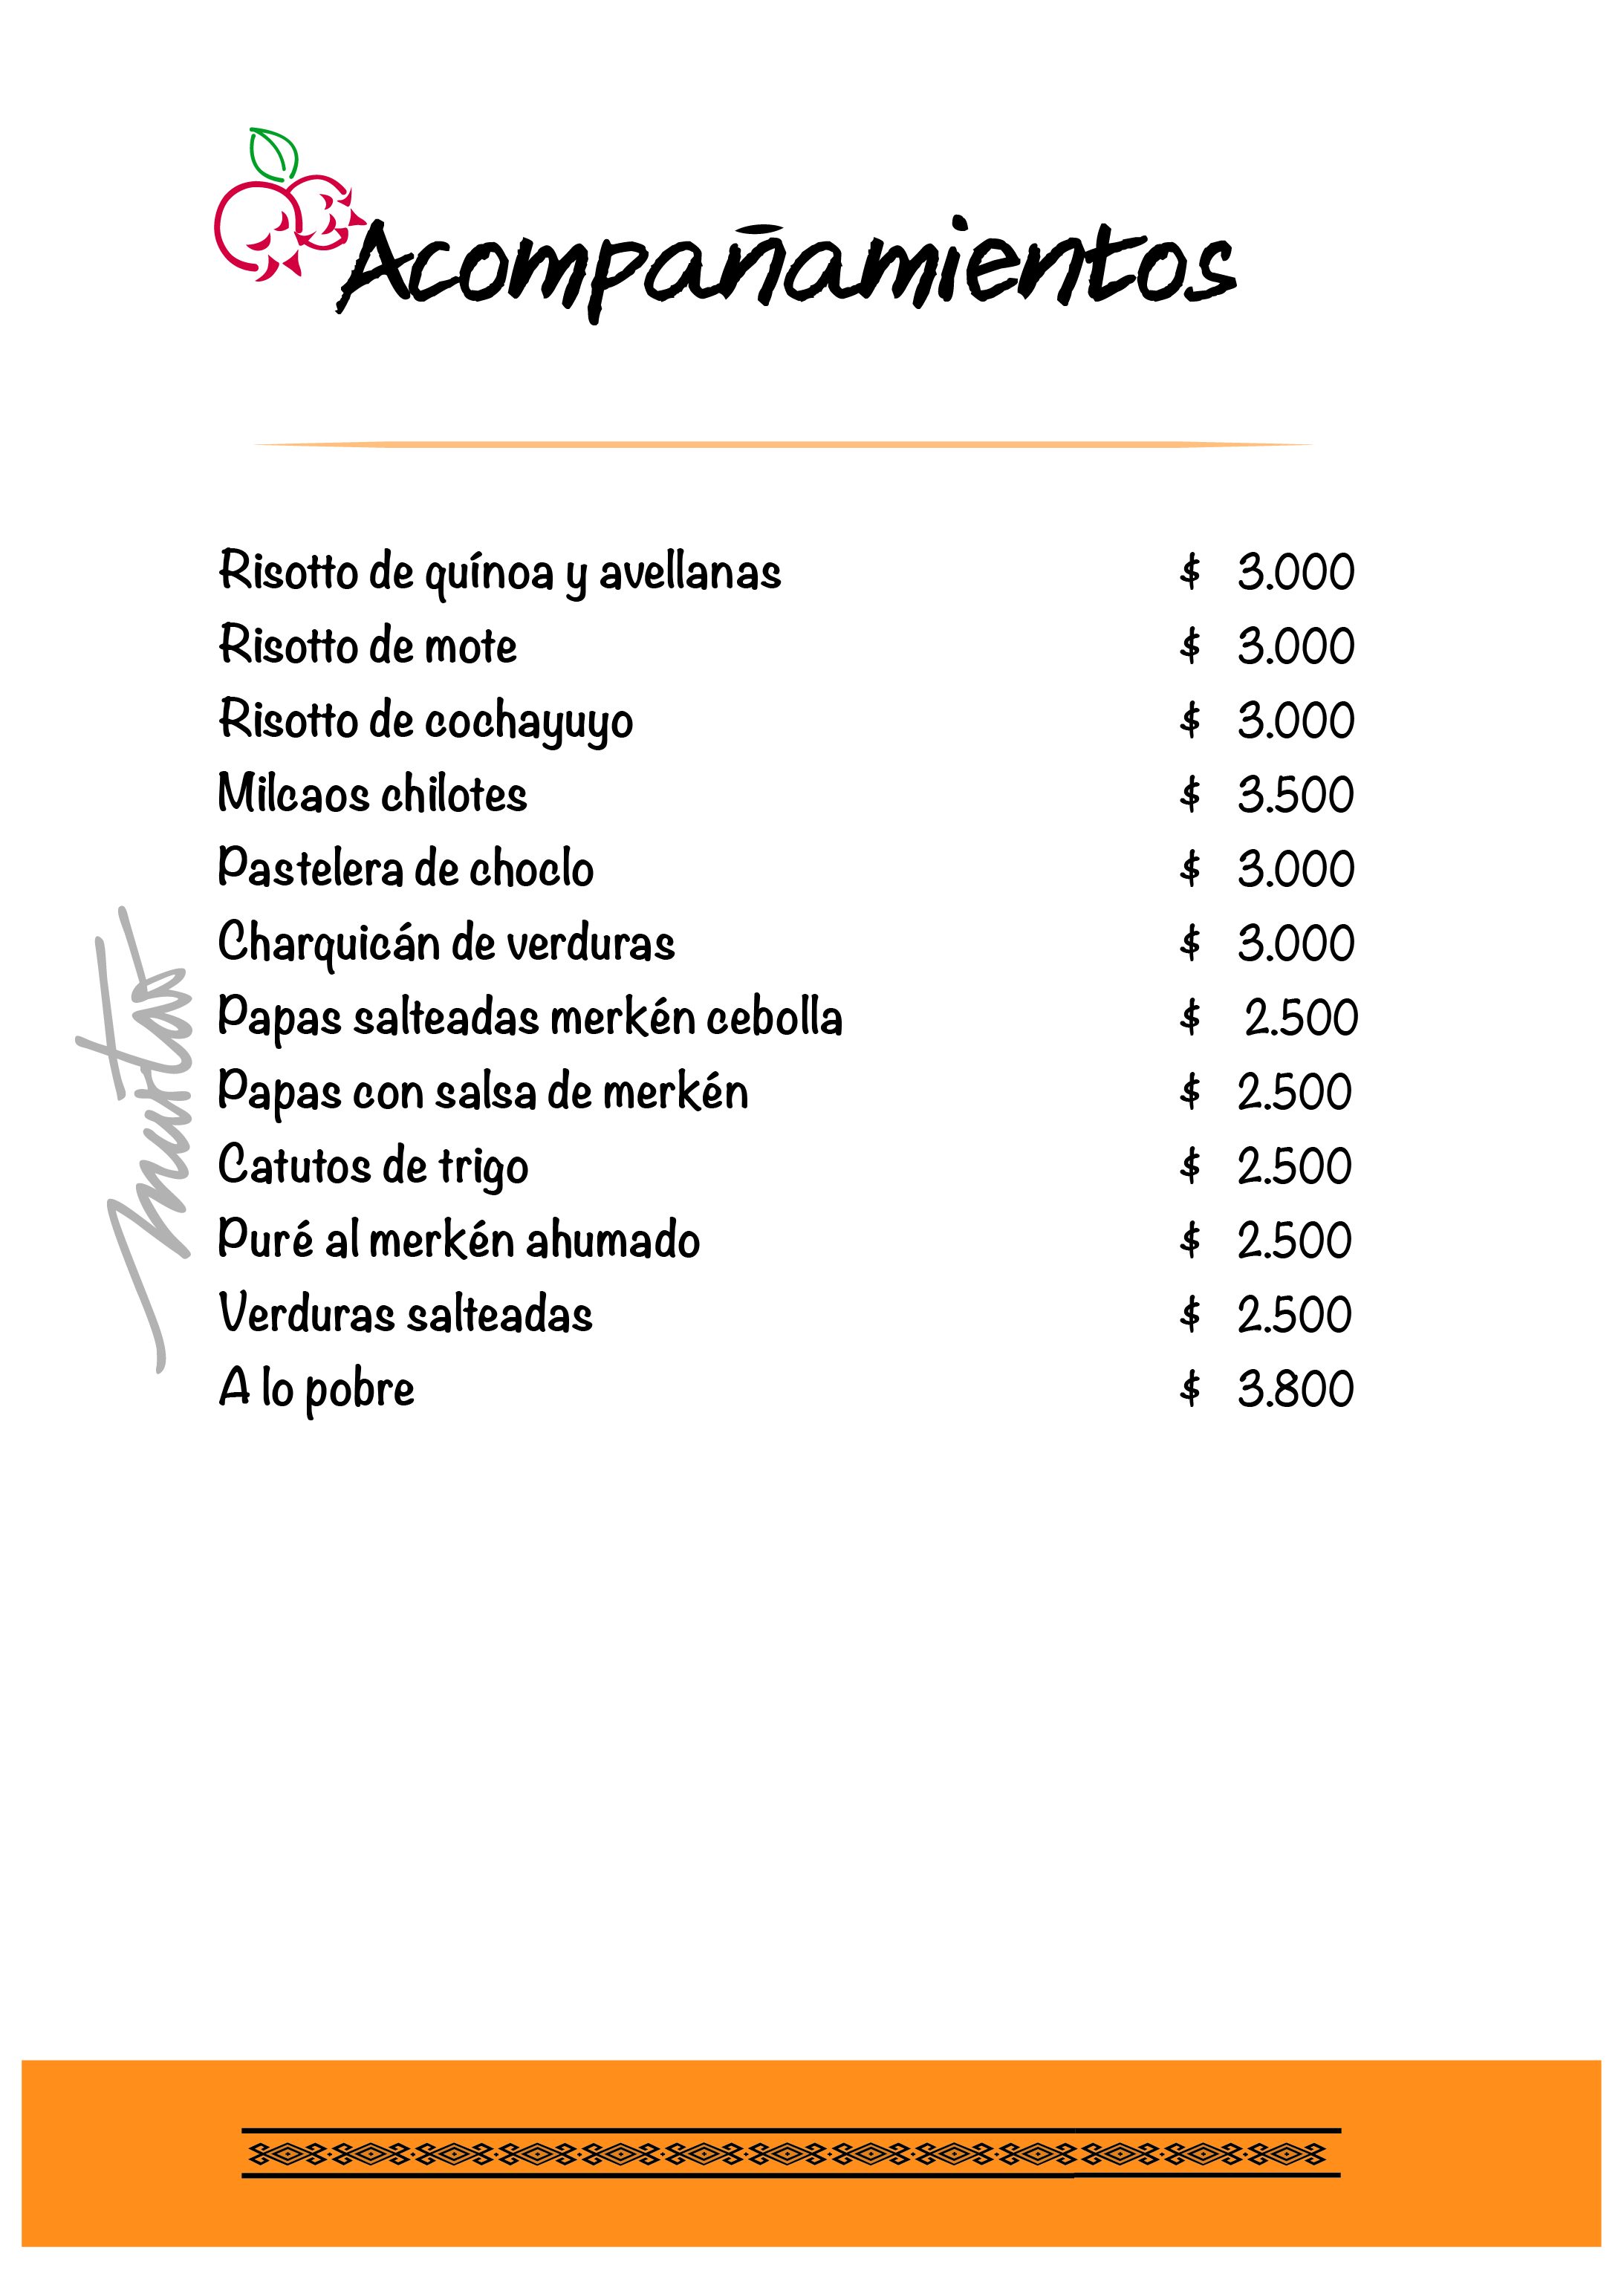 Acompañamientos
Risotto de quínoa y avellanas $ 3.000
Risotto de mote $ 3.000
Risotto de cochayuyo $ 3.000
Milcaos chilotes $ 3.500
Pastelera de choclo $ 3.000
Charquicán de verduras $ 3.000
Papas salteadas merkén cebolla $ 2.500
Papas con salsa de merkén $ 2.500
Catutos de trigo $ 2.500
Puré al merkén ahumado $ 2.500
Verduras salteadas $ 2.500
A lo pobre $ 3.800
murtas